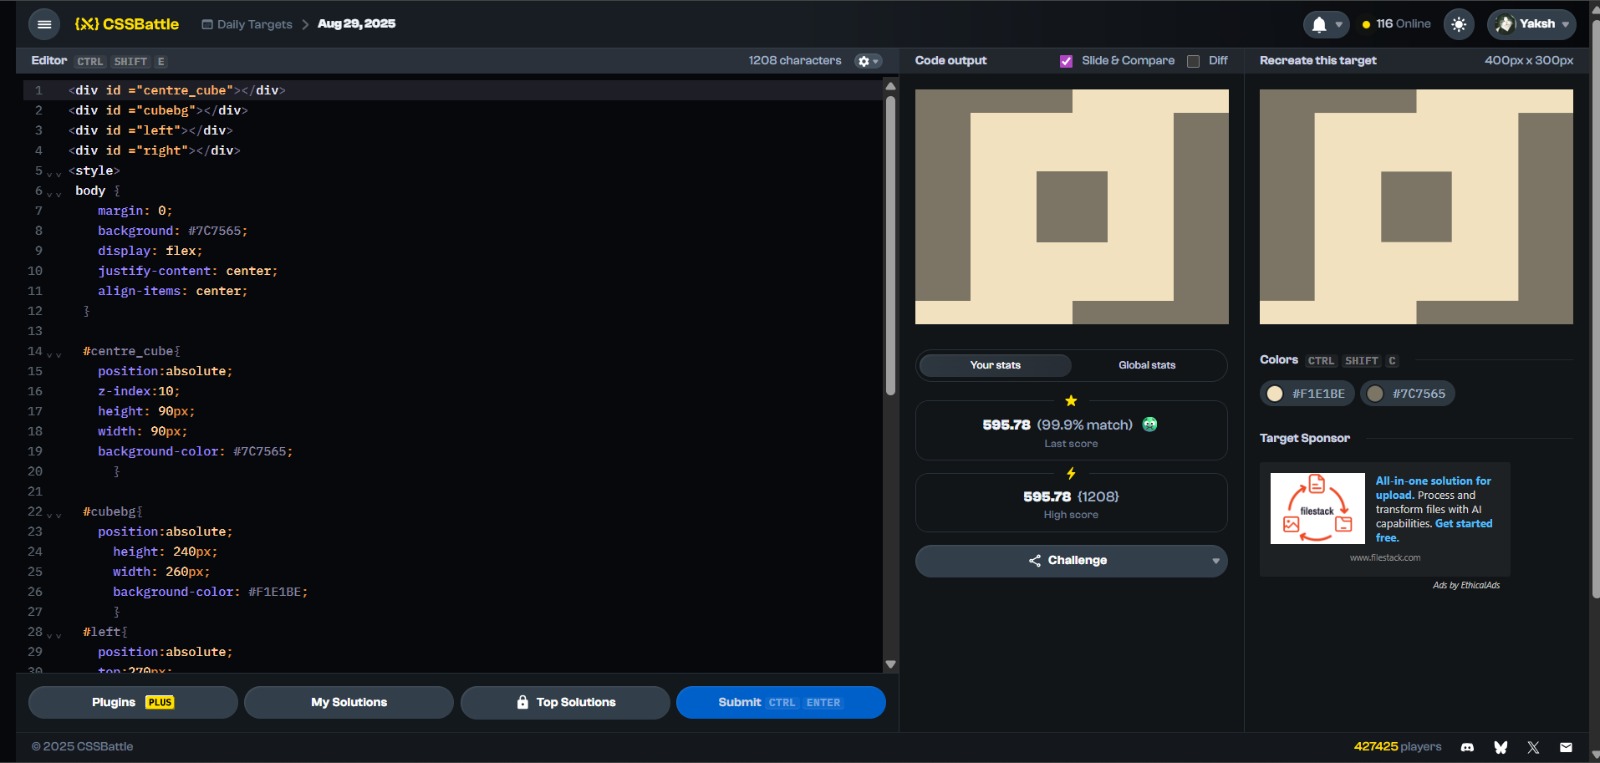 {X} CSSBattle
Daily Targets > Aug 29, 2025
116 Online
Yaksh
Editor CTRL SHIFT E
1208 characters
1 <div id ="centre_cube"></div>
2 <div id ="cubebg"></div>
3 <div id ="left"></div>
4 <div id ="right"></div>
5 <style>
6 body {
7 margin: 0;
8 background: #7C7565;
9 display: flex;
10 justify-content: center;
11 align-items: center;
12 }
13
14 #centre_cube{
15 position:absolute;
16 z-index:10;
17 height: 90px;
18 width: 90px;
19 background-color: #7C7565;
20 }
21
22 #cubebg{
23 position:absolute;
24 height: 240px;
25 width: 260px;
26 background-color: #F1E1BE;
27 }
28 #left{
29 position:absolute;
30 top:270px;
Plugins PLUS
My Solutions
Top Solutions
Submit CTRL ENTER
Code output
Slide & Compare
Diff
Your stats
Global stats
595.78 (99.9% match)
Last score
595.78 {1208}
High score
Challenge
Recreate this target
400px x 300px
Colors CTRL SHIFT C
#F1E1BE
#7C7565
Target Sponsor
filestack
All-in-one solution for
upload. Process and
transform files with AI
capabilities. Get started
free.
www.filestack.com
Ads by EthicalAds
© 2025 CSSBattle
427425 players